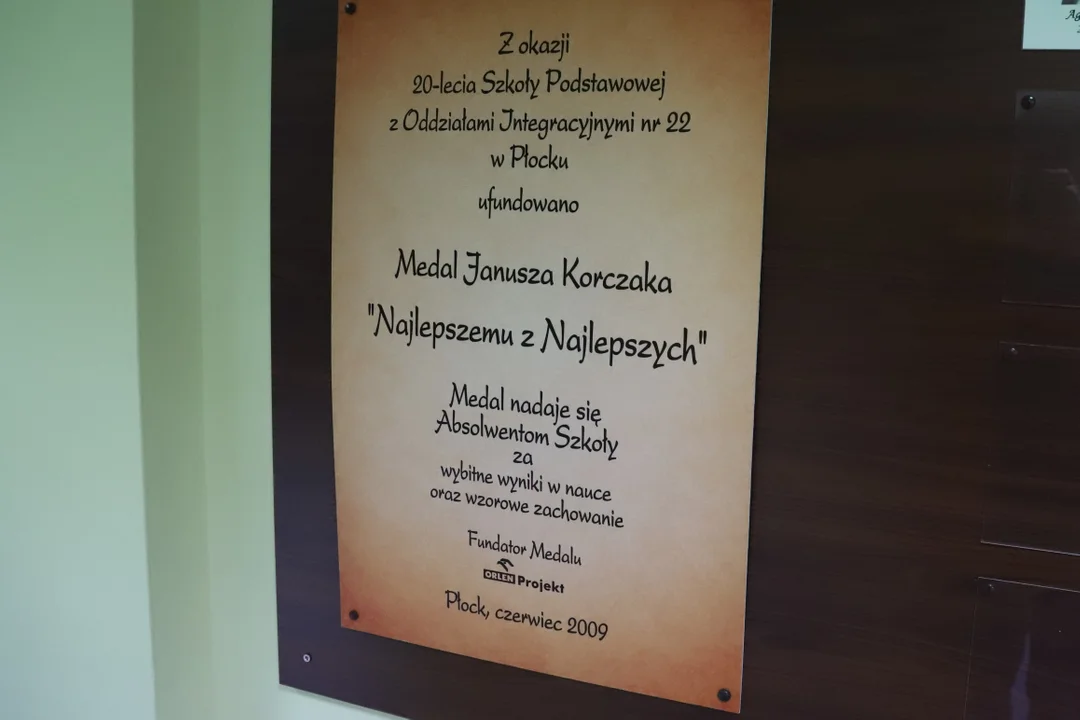 Z okazji
20-lecia Szkoły Podstawowej
z Oddziałami Integracyjnymi nr 22
w Płocku
ufundowano
Medal Janusza Korczaka
"Najlepszemu z Najlepszych"
Medal nadaje się
Absolwentom Szkoły
za
wybitne wyniki w nauce
oraz wzorowe zachowanie
Fundator Medalu
ORLEN Projekt
Płock, czerwiec 2009